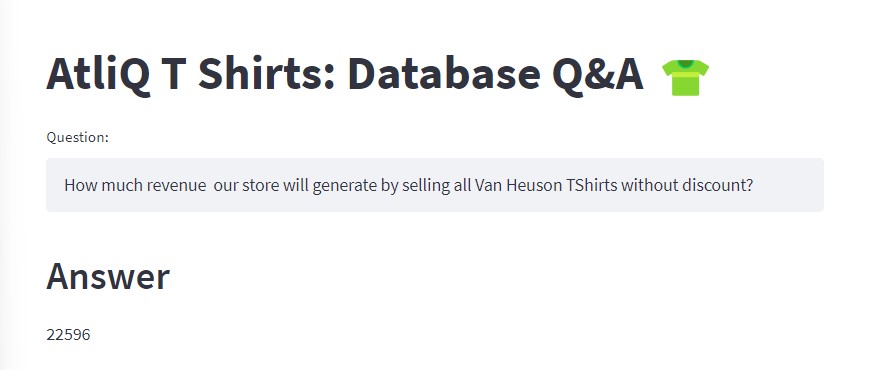 AtliQ T Shirts: Database Q&A
Question:
How much revenue  our store will generate by selling all Van Heuson TShirts without discount?
Answer
22596